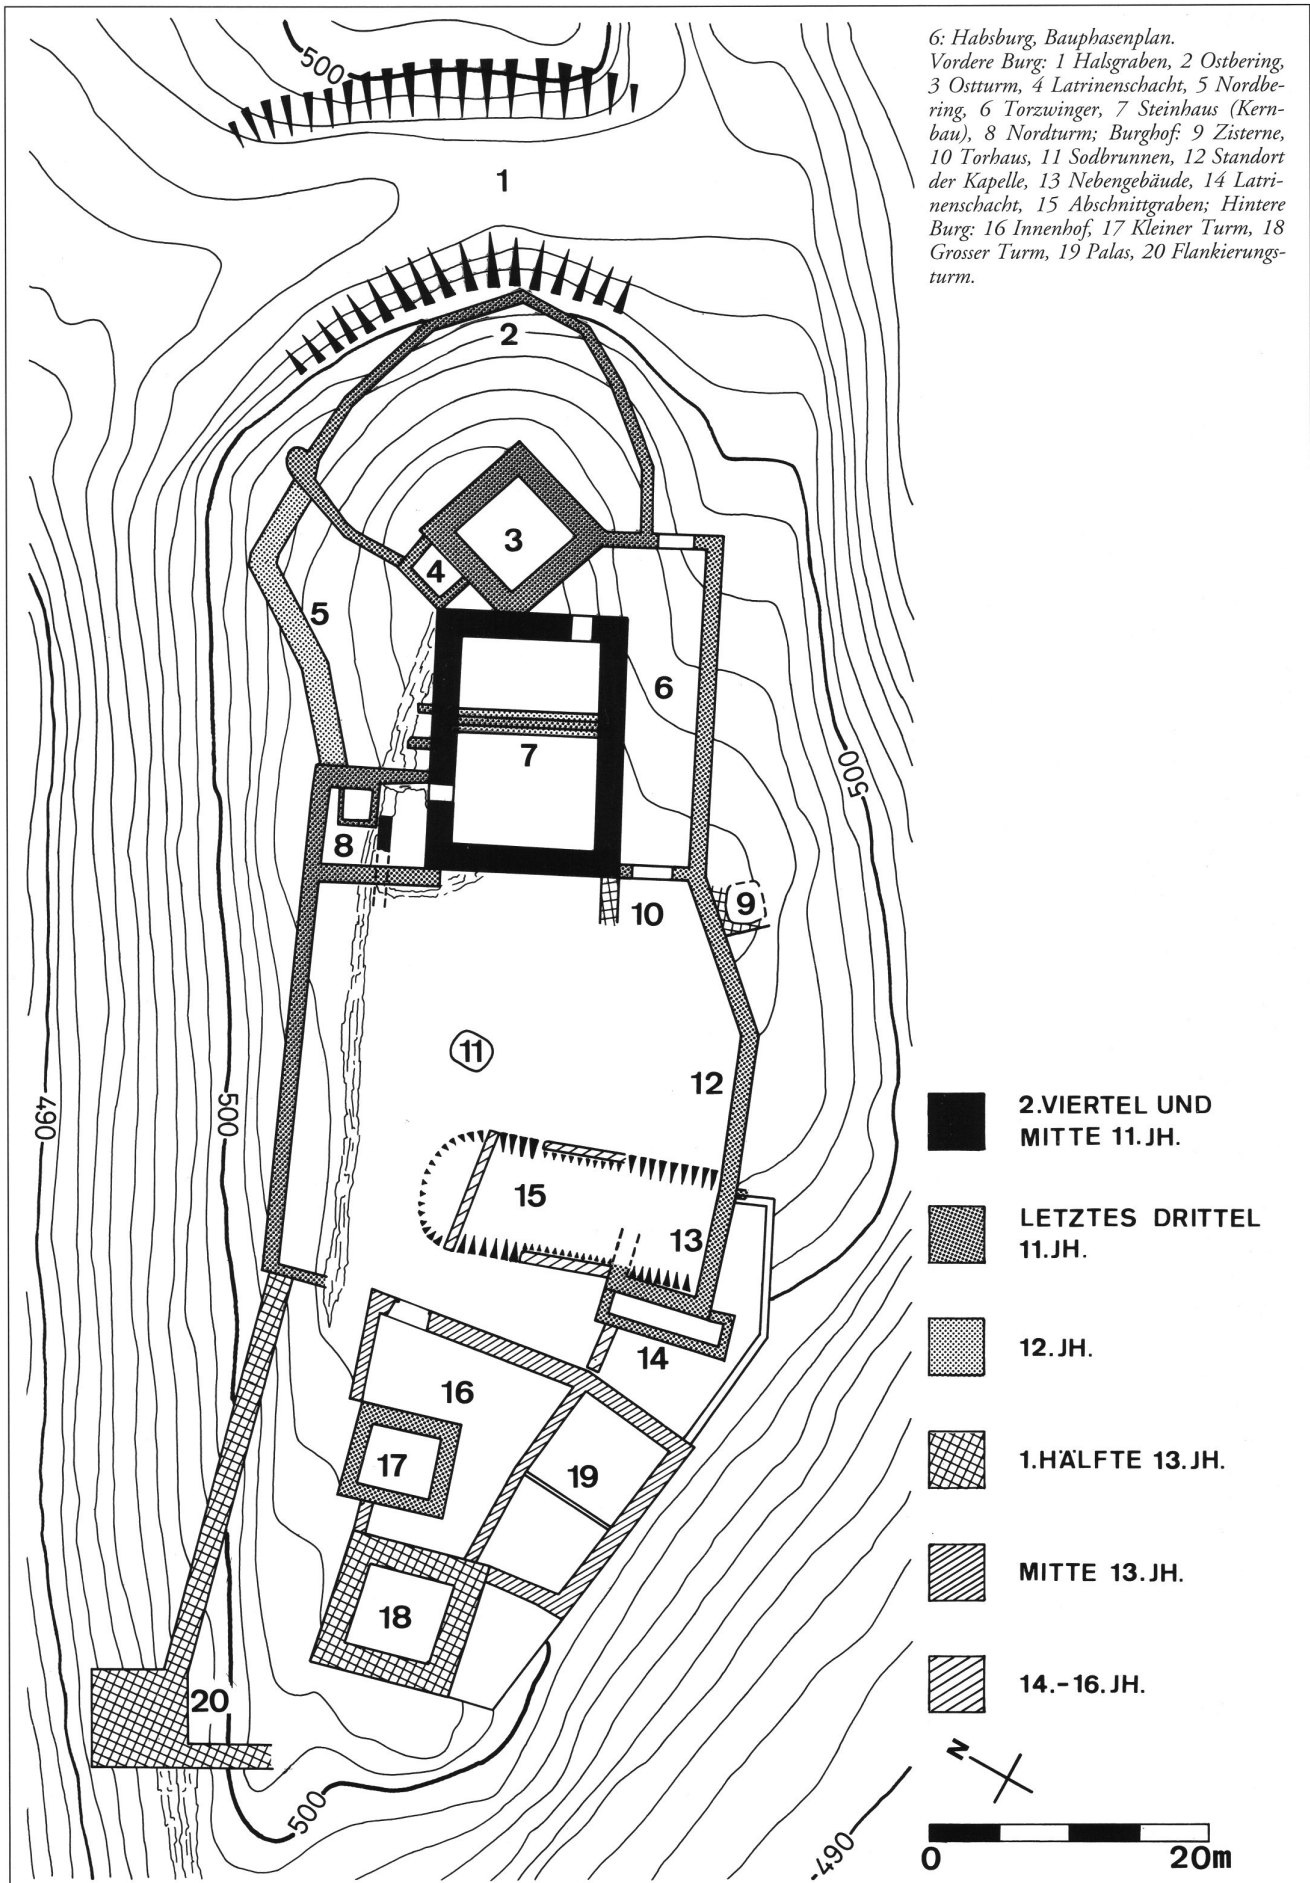 6: Habsburg, Bauphasenplan.
Vordere Burg: 1 Halsgraben, 2 Ostbering,
3 Ostturm, 4 Latrinenschacht, 5 Nordbe-
ring, 6 Torzwinger, 7 Steinhaus (Kern-
bau), 8 Nordturm; Burghof: 9 Zisterne,
10 Torhaus, 11 Sodbrunnen, 12 Standort
der Kapelle, 13 Nebengebäude, 14 Latri-
nenschacht, 15 Abschnittgraben; Hintere
Burg: 16 Innenhof, 17 Kleiner Turm, 18
Grosser Turm, 19 Palas, 20 Flankierungs-
turm.
500
1
2
3
4
5
6
7
500
8
9
10
11
12
490
500
15
13
14
16
17
19
18
20
500
490
2.VIERTEL UND
MITTE 11.JH.
LETZTES DRITTEL
11.JH.
12.JH.
1.HÄLFTE 13.JH.
MITTE 13.JH.
14.-16.JH.
N
0 20m